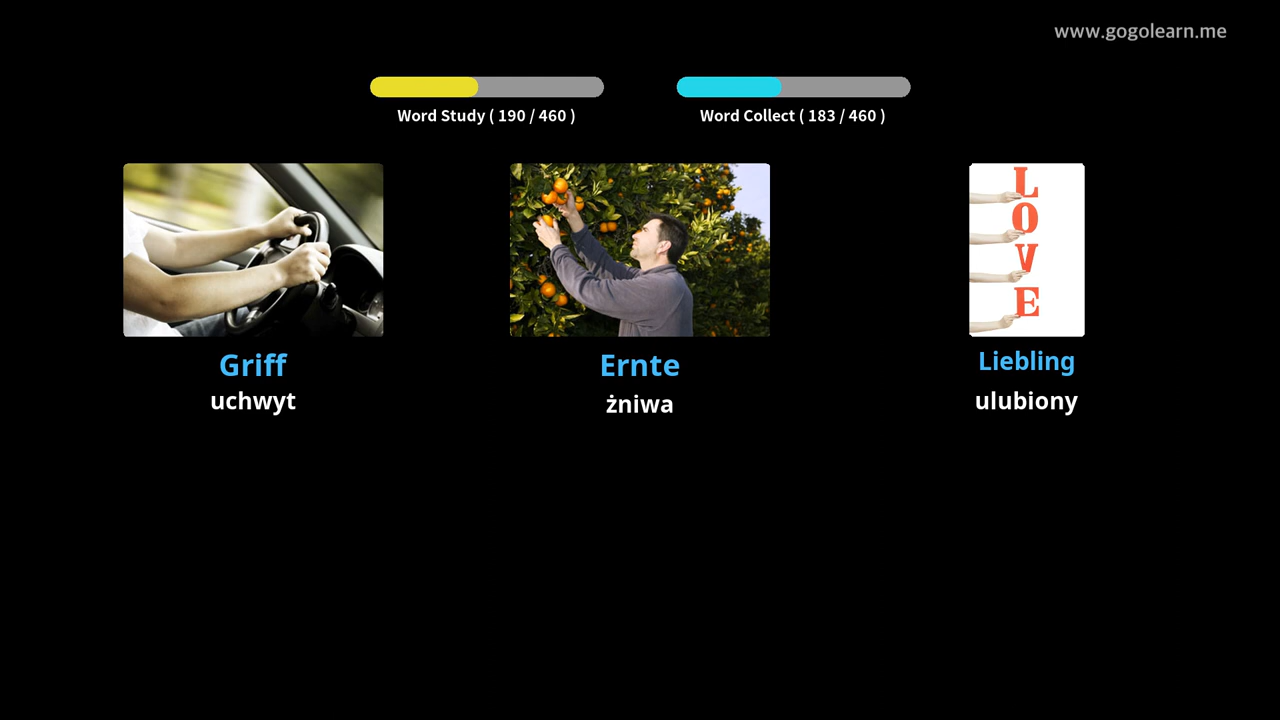 www.gogolearn.me
Word Study ( 190 / 460 )
Word Collect ( 183 / 460 )
L
O
V
E
Griff
Ernte
Liebling
uchwyt
żniwa
ulubiony